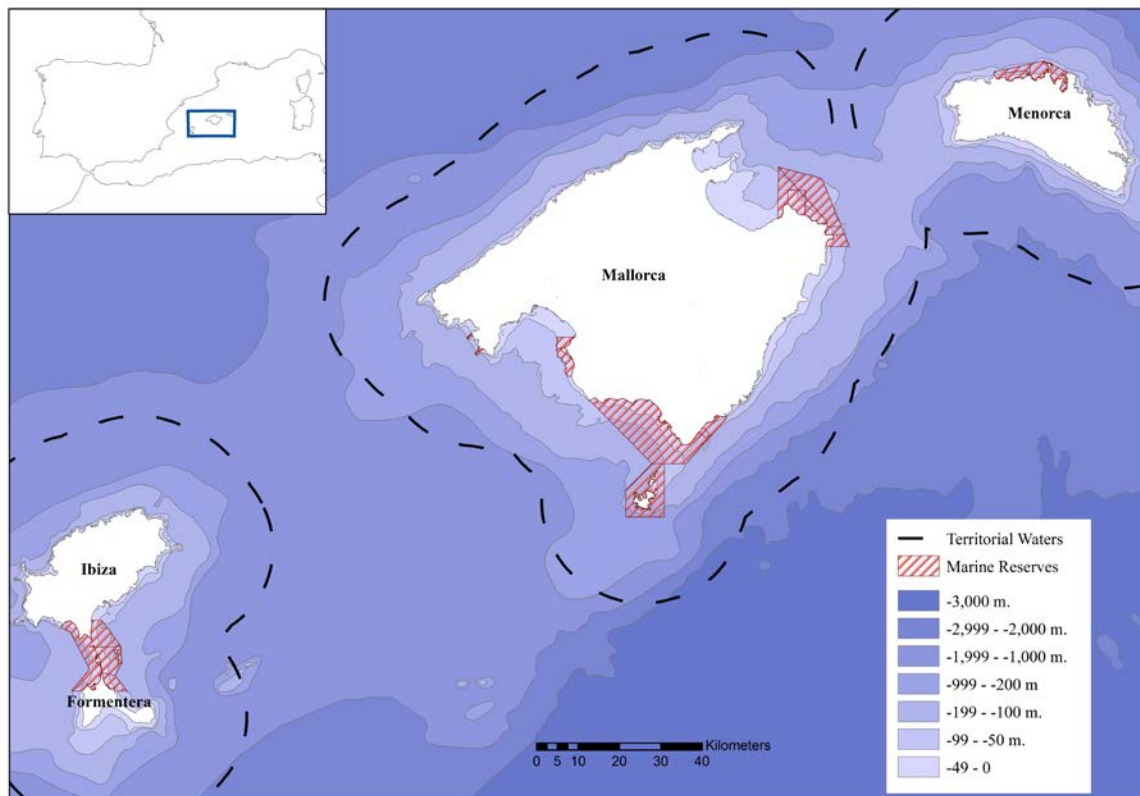 Menorca
Mallorca
Ibiza
Formentera
Territorial Waters
Marine Reserves
-3,000 m.
-2,999 - -2,000 m.
-1,999 - -1,000 m.
-999 - -200 m
-199 - -100 m.
-99 - -50 m.
-49 - 0
Kilometers
0 5 10 20 30 40